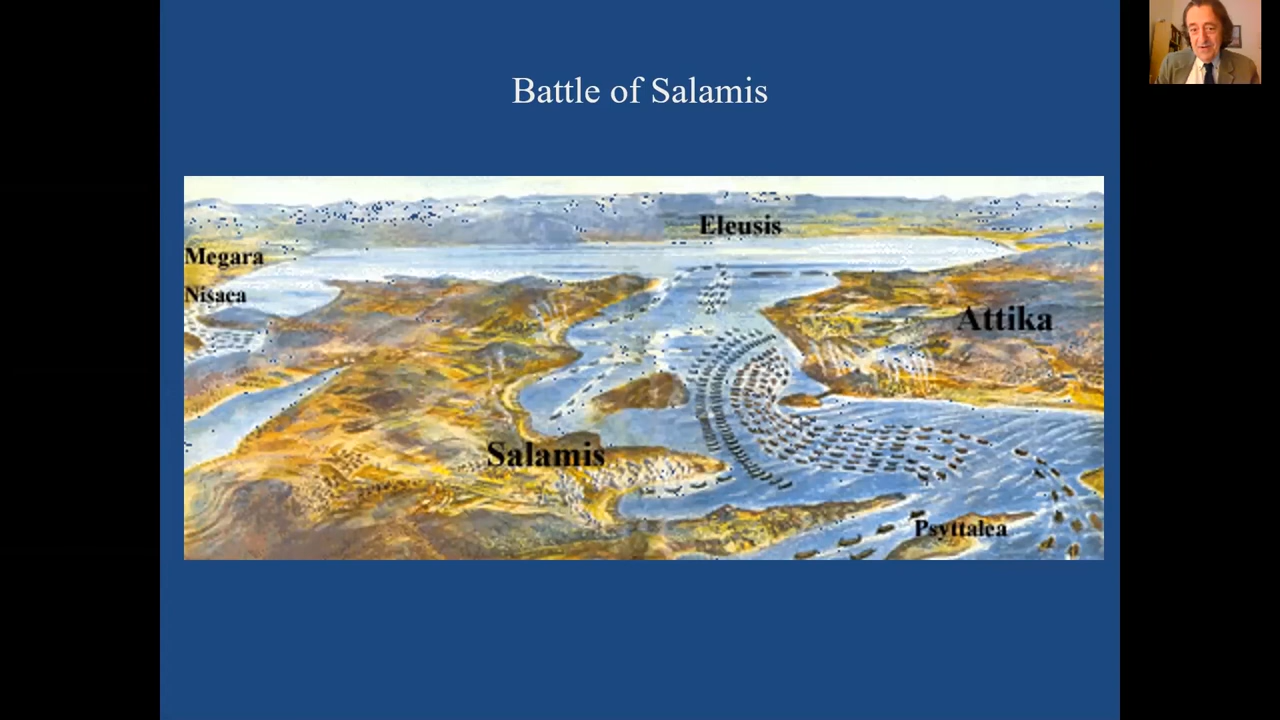 Battle of Salamis
Eleusis
Megara
Nisaea
Attika
Salamis
Psyttalea